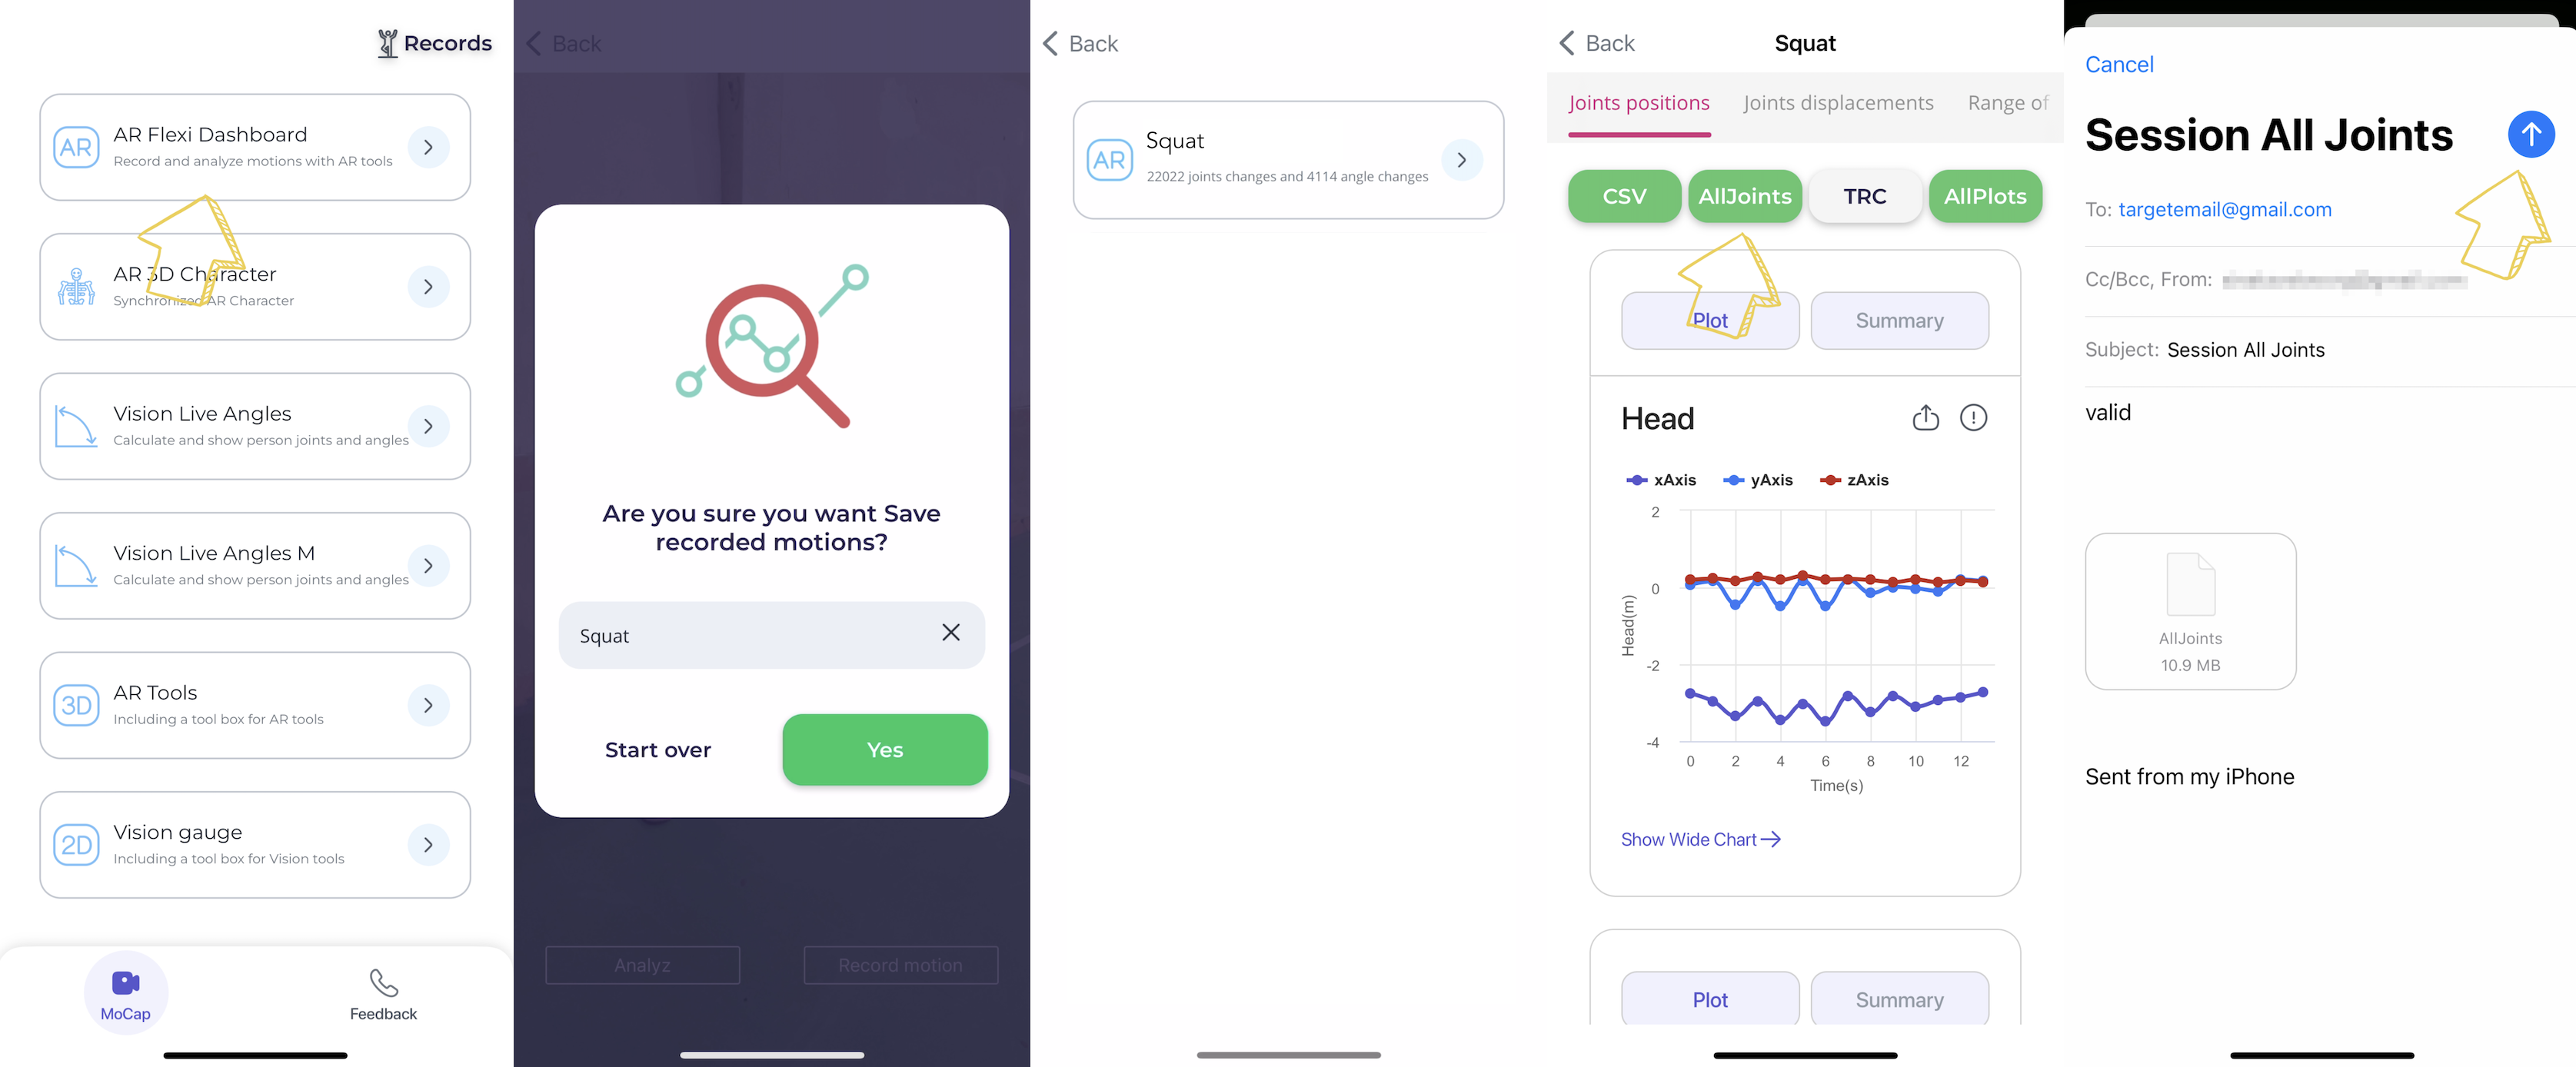 Records
AR
AR Flexi Dashboard
Record and analyze motions with AR tools
AR 3D Character
Synchronized AR Character
Vision Live Angles
Calculate and show person joints and angles
Vision Live Angles M
Calculate and show person joints and angles
3D
AR Tools
Including a tool box for AR tools
2D
Vision gauge
Including a tool box for Vision tools
MoCap
Feedback
Back
Are you sure you want Save
recorded motions?
Squat
Start over
Yes
Analyz
Record motion
Back
AR
Squat
22022 joints changes and 4114 angle changes
Back
Squat
Joints positions
Joints displacements
Range of
CSV
AllJoints
TRC
AllPlots
Plot
Summary
Head
xAxis
yAxis
zAxis
2
0
-2
-4
Head(m)
0 2 4 6 8 10 12
Time(s)
Show Wide Chart
Plot
Summary
Cancel
Session All Joints
To: targetemail@gmail.com
Cc/Bcc, From:
Subject: Session All Joints
valid
AllJoints
10.9 MB
Sent from my iPhone